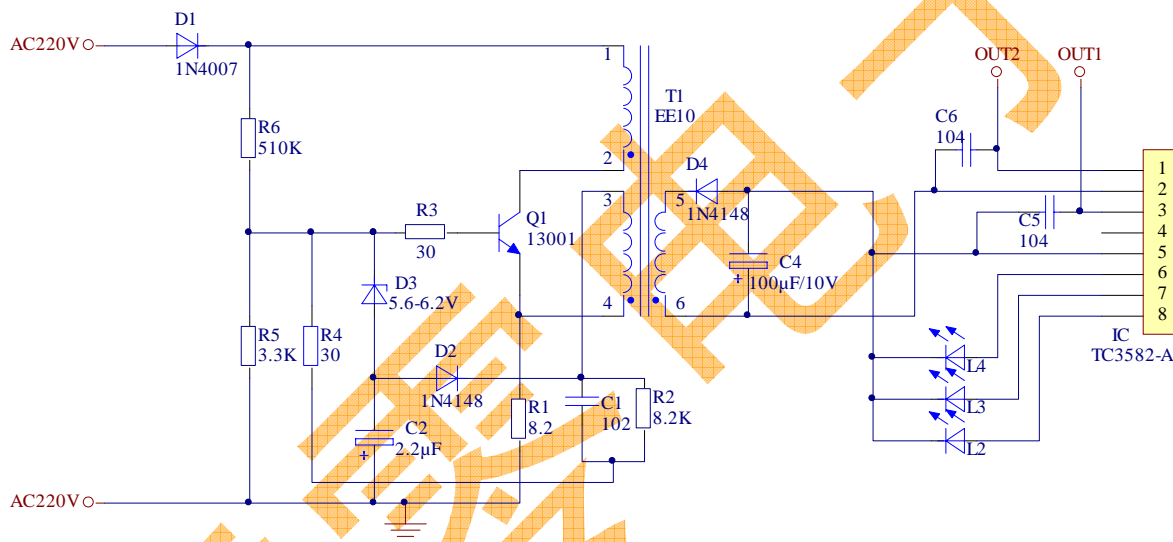 AC220V
D1
1N4007
R6
510K
R3
30
Q1
13001
T1
EE10
1
2
3
4
5
6
D4
1N4148
C4
+
100μF/10V
OUT2
OUT1
C6
104
C5
104
1
2
3
4
5
6
7
8
IC
TC3582-A
L4
L3
L2
D3
5.6-6.2V
R5
3.3K
R4
30
D2
1N4148
C2
2.2μF
+
R1
8.2
C1
102
R2
8.2K
AC220V